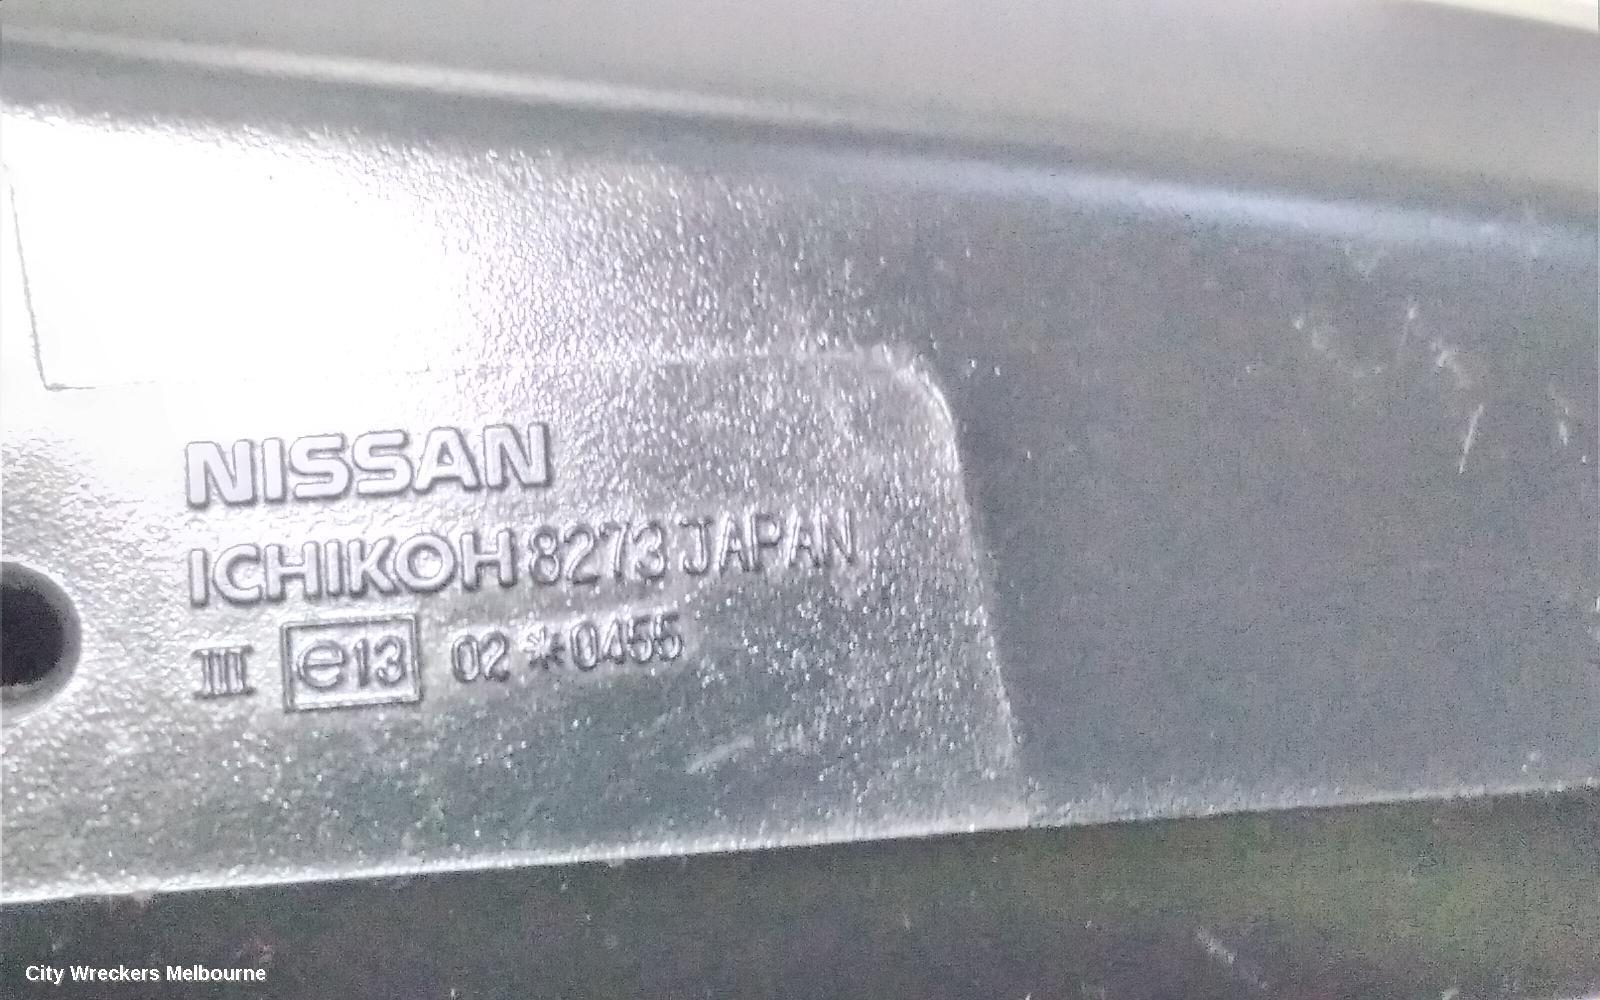 NISSAN
ICHIKOH 8273 JAPAN
III e13 02 *0455
City Wreckers Melbourne